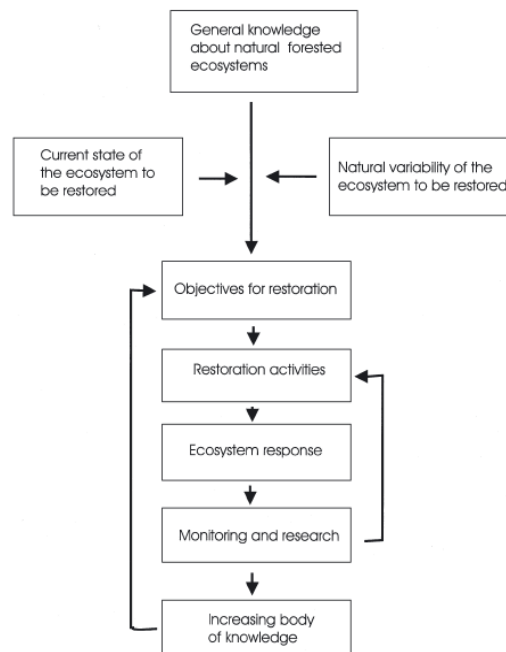 General knowledge
about natural forested
ecosystems
Current state of
the ecosystem to
be restored
Natural variability of the
ecosystem to be restored
Objectives for restoration
Restoration activities
Ecosystem response
Monitoring and research
Increasing body
of knowledge